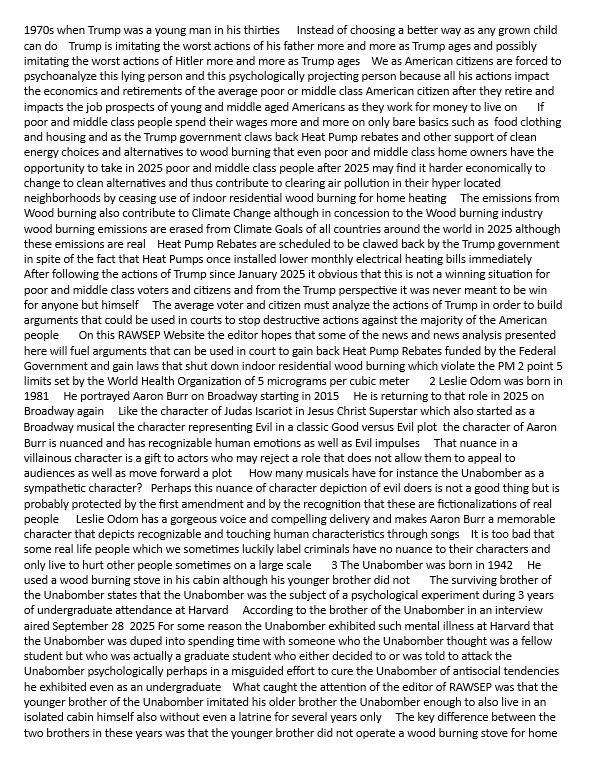 1970s when Trump was a young man in his thirties     Instead of choosing a better way as any grown child
can do   Trump is imitating the worst actions of his father more and more as Trump ages and possibly
imitating the worst actions of Hitler more and more as Trump ages   We as American citizens are forced to
psychoanalyze this lying person and this psychologically projecting person because all his actions impact
the economics and retirements of the average poor or middle class American citizen after they retire and
impacts the job prospects of young and middle aged Americans as they work for money to live on      If
poor and middle class people spend their wages more and more on only bare basics such as  food clothing
and housing and as the Trump government claws back Heat Pump rebates and other support of clean
energy choices and alternatives to wood burning that even poor and middle class home owners have the
opportunity to take in 2025 poor and middle class people after 2025 may find it harder economically to
change to clean alternatives and thus contribute to clearing air pollution in their hyper located
neighborhoods by ceasing use of indoor residential wood burning for home heating    The emissions from
Wood burning also contribute to Climate Change although in concession to the Wood burning industry
wood burning emissions are erased from Climate Goals of all countries around the world in 2025 although
these emissions are real   Heat Pump Rebates are scheduled to be clawed back by the Trump government
in spite of the fact that Heat Pumps once installed lower monthly electrical heating bills immediately
After following the actions of Trump since January 2025 it obvious that this is not a winning situation for
poor and middle class voters and citizens and from the Trump perspective it was never meant to be win
for anyone but himself    The average voter and citizen must analyze the actions of Trump in order to build
arguments that could be used in courts to stop destructive actions against the majority of the American
people      On this RAWSEP Website the editor hopes that some of the news and news analysis presented
here will fuel arguments that can be used in court to gain back Heat Pump Rebates funded by the Federal
Government and gain laws that shut down indoor residential wood burning which violate the PM 2 point 5
limits set by the World Health Organization of 5 micrograms per cubic meter      2 Leslie Odom was born in
1981    He portrayed Aaron Burr on Broadway starting in 2015    He is returning to that role in 2025 on
Broadway again    Like the character of Judas Iscariot in Jesus Christ Superstar which also started as a
Broadway musical the character representing Evil in a classic Good versus Evil plot  the character of Aaron
Burr is nuanced and has recognizable human emotions as well as Evil impulses    That nuance in a
villainous character is a gift to actors who may reject a role that does not allow them to appeal to
audiences as well as move forward a plot     How many musicals have for instance the Unabomber as a
sympathetic character?  Perhaps this nuance of character depiction of evil doers is not a good thing but is
probably protected by the first amendment and by the recognition that these are fictionalizations of real
people     Leslie Odom has a gorgeous voice and compelling delivery and makes Aaron Burr a memorable
character that depicts recognizable and touching human characteristics through songs   It is too bad that
some real life people which we sometimes luckily label criminals have no nuance to their characters and
only live to hurt other people sometimes on a large scale      3 The Unabomber was born in 1942    He
used a wood burning stove in his cabin although his younger brother did not      The surviving brother of
the Unabomber states that the Unabomber was the subject of a psychological experiment during 3 years
of undergraduate attendance at Harvard    According to the brother of the Unabomber in an interview
aired September 28  2025 For some reason the Unabomber exhibited such mental illness at Harvard that
the Unabomber was duped into spending time with someone who the Unabomber thought was a fellow
student but who was actually a graduate student who either decided to or was told to attack the
Unabomber psychologically perhaps in a misguided effort to cure the Unabomber of antisocial tendencies
he exhibited even as an undergraduate   What caught the attention of the editor of RAWSEP was that the
younger brother of the Unabomber imitated his older brother the Unabomber enough to also live in an
isolated cabin himself also without even a latrine for several years only    The key difference between the
two brothers in these years was that the younger brother did not operate a wood burning stove for home